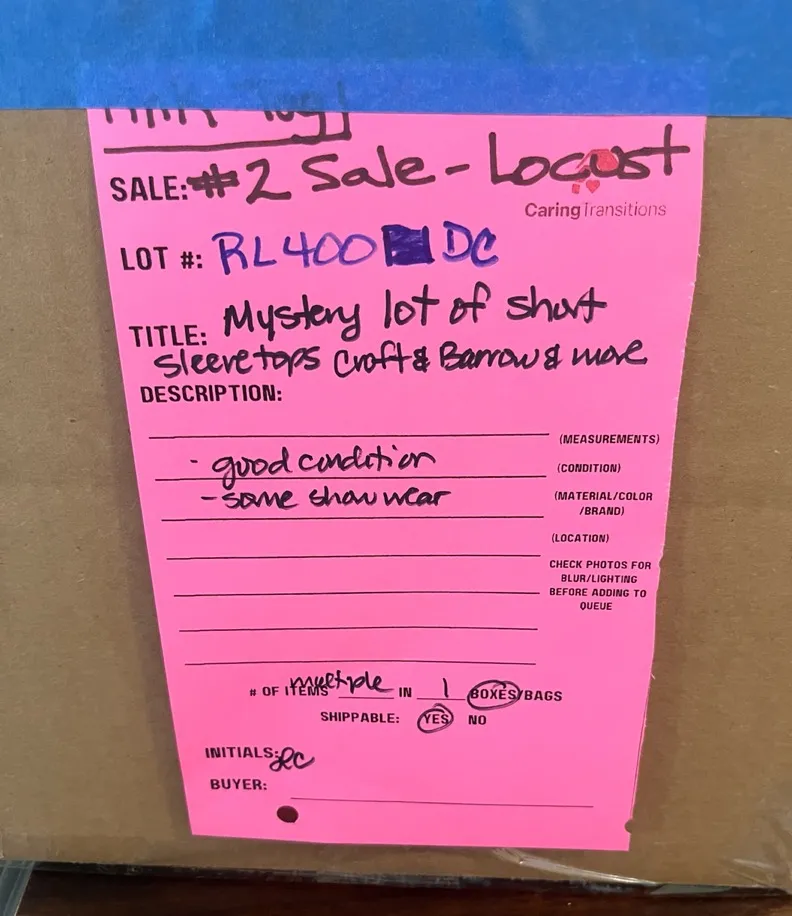 SALE: #2 Sale - Locust
CaringTransitions
LOT #: RL400 DC
TITLE: Mystery lot of short
sleeve tops Croft & Barrow & more
DESCRIPTION:
(MEASUREMENTS)
- good condition (CONDITION)
- some show wear (MATERIAL/COLOR
/BRAND)
(LOCATION)
CHECK PHOTOS FOR
BLUR/LIGHTING
BEFORE ADDING TO
QUEUE
# OF ITEMS multiple IN 1 BOXES/BAGS
SHIPPABLE: YES NO
INITIALS:
BUYER: